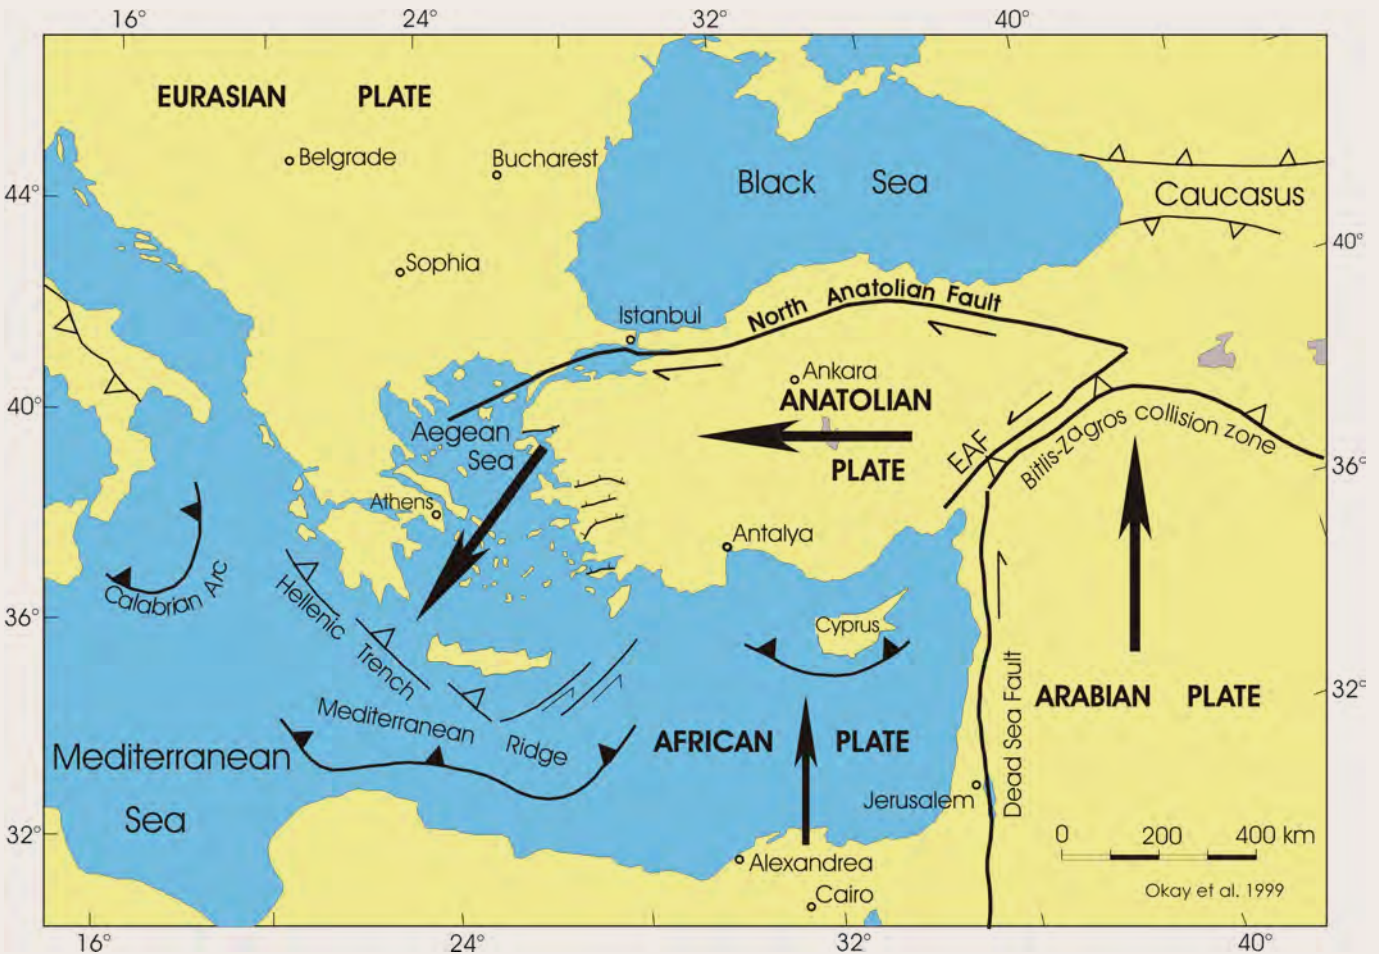 16° 24° 32° 40°
EURASIAN PLATE
Belgrade
Bucharest
Black Sea
44°
Caucasus
40°
Sophia
North Anatolian Fault
Istanbul
Ankara
ANATOLIAN
PLATE
40°
Aegean
Sea
EAF
Bitlis-Zagros collision zone
36°
Athens
Antalya
Calabrian Arc
Hellenic
Trench
36°
Cyprus
Mediterranean Ridge
Dead Sea Fault
ARABIAN PLATE
32°
AFRICAN PLATE
Mediterranean
Sea
Jerusalem
32°
0 200 400 km
Alexandrea
Cairo
Okay et al. 1999
16° 24° 32° 40°